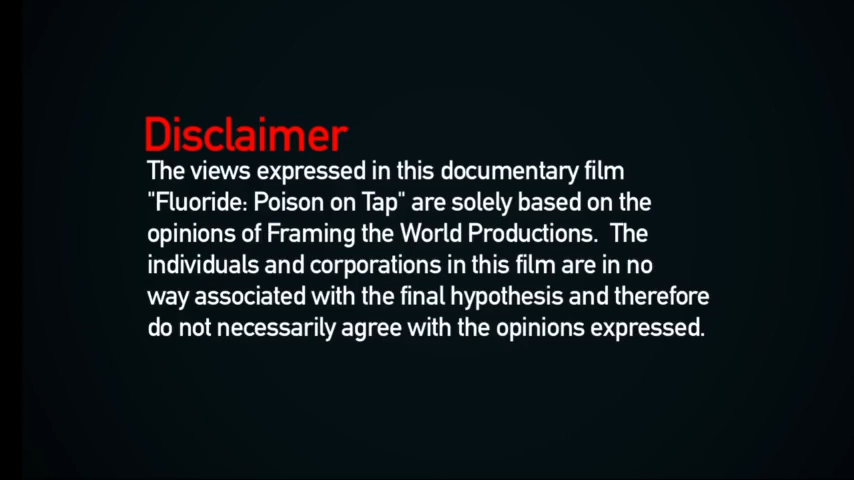 Disclaimer
The views expressed in this documentary film
"Fluoride: Poison on Tap" are solely based on the
opinions of Framing the World Productions.  The
individuals and corporations in this film are in no
way associated with the final hypothesis and therefore
do not necessarily agree with the opinions expressed.